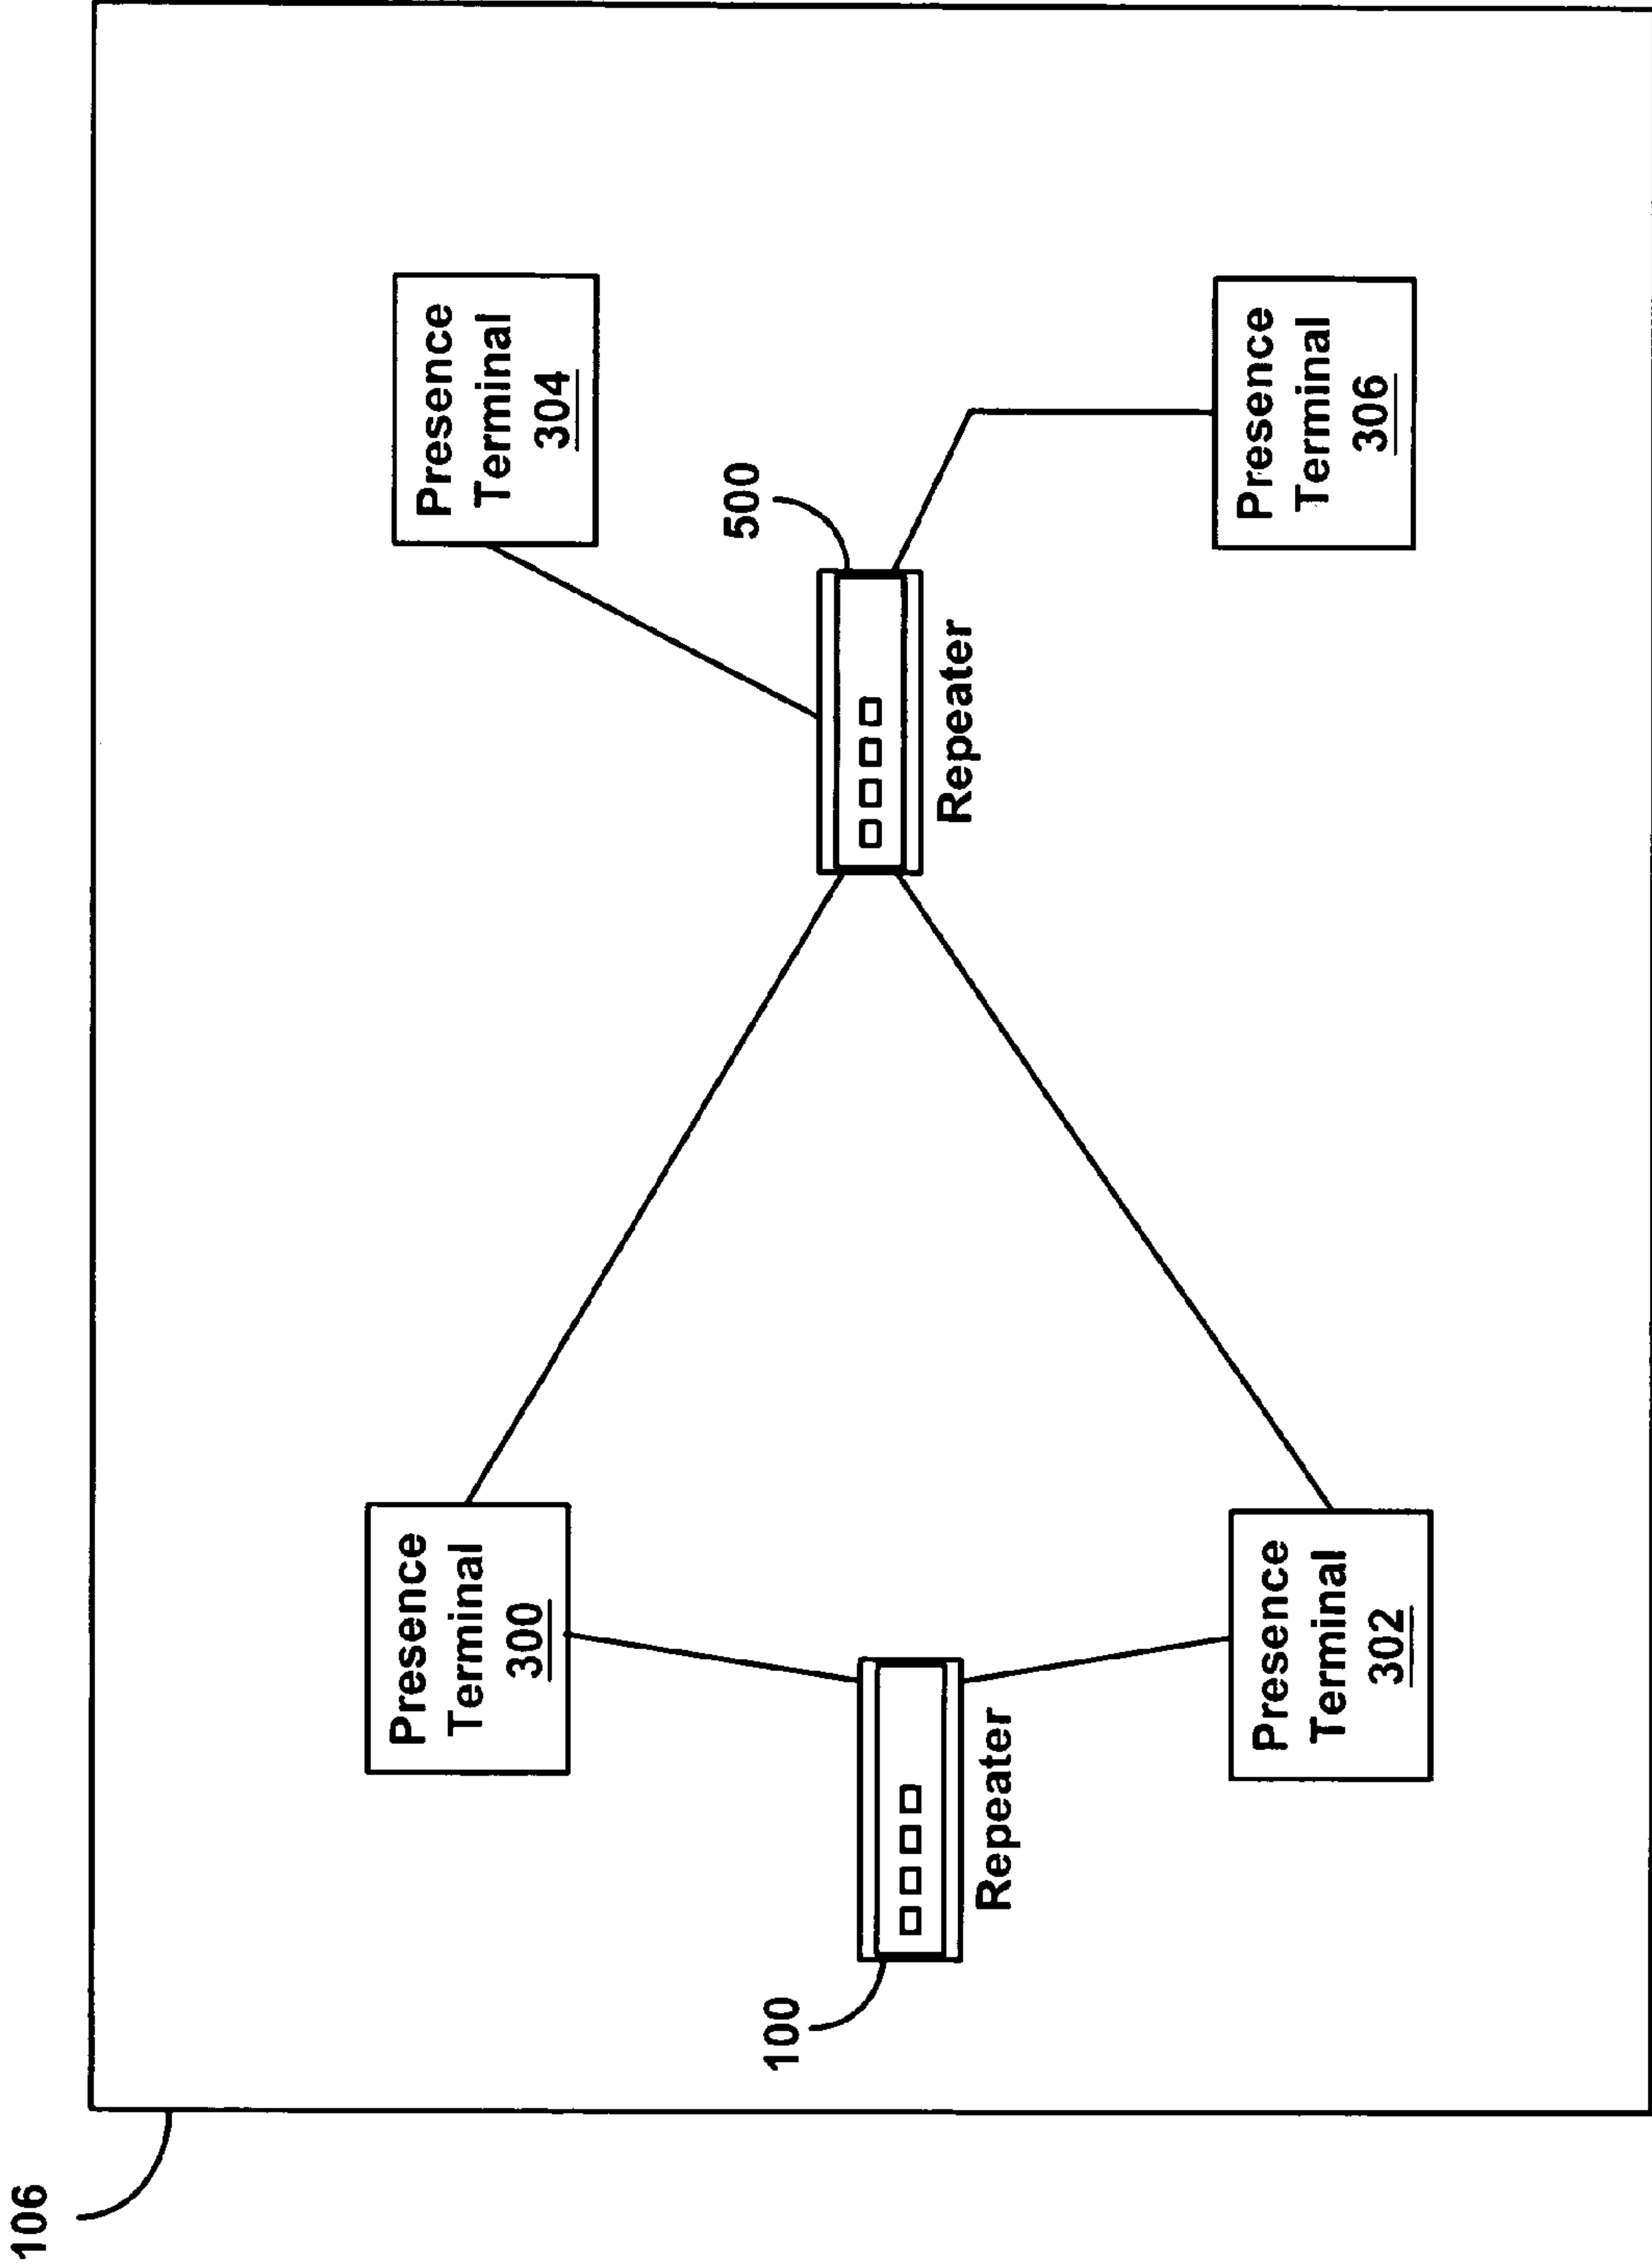 106
Presence
Terminal
300
Presence
Terminal
304
500
Repeater
100
Repeater
Presence
Terminal
302
Presence
Terminal
306